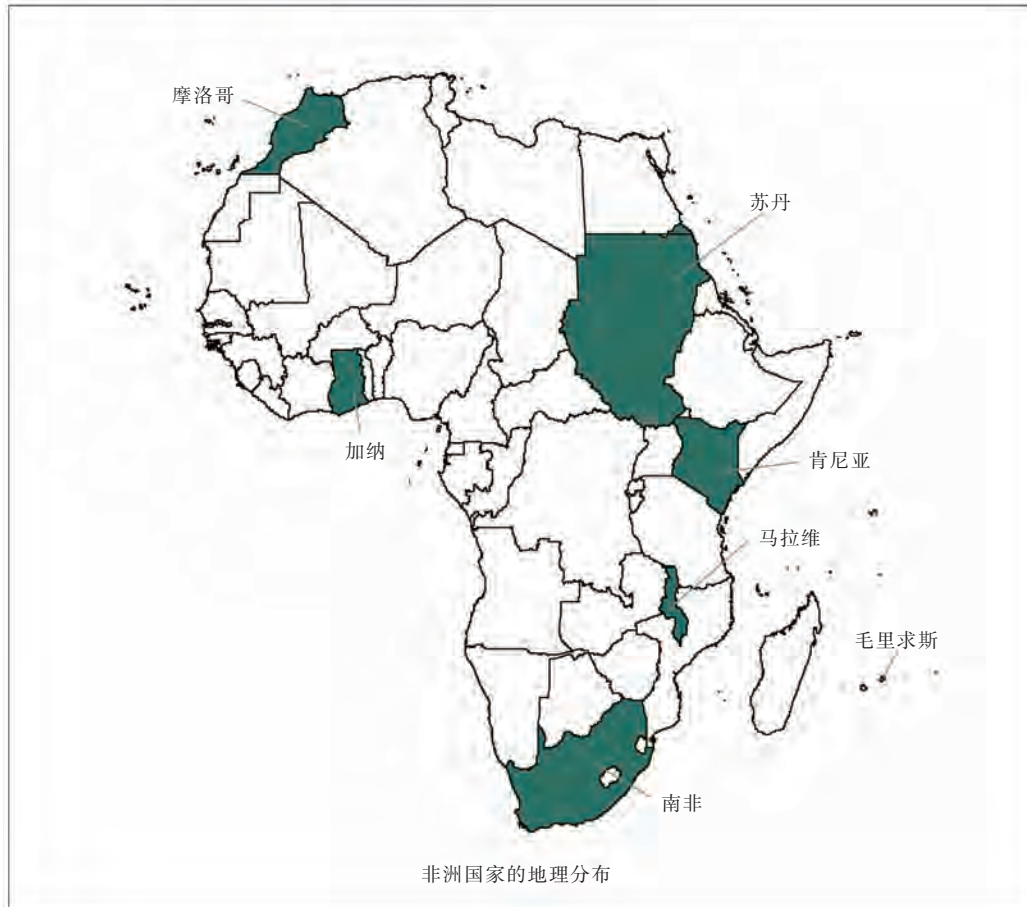 摩洛哥
苏丹
加纳
肯尼亚
马拉维
毛里求斯
南非
非洲国家的地理分布